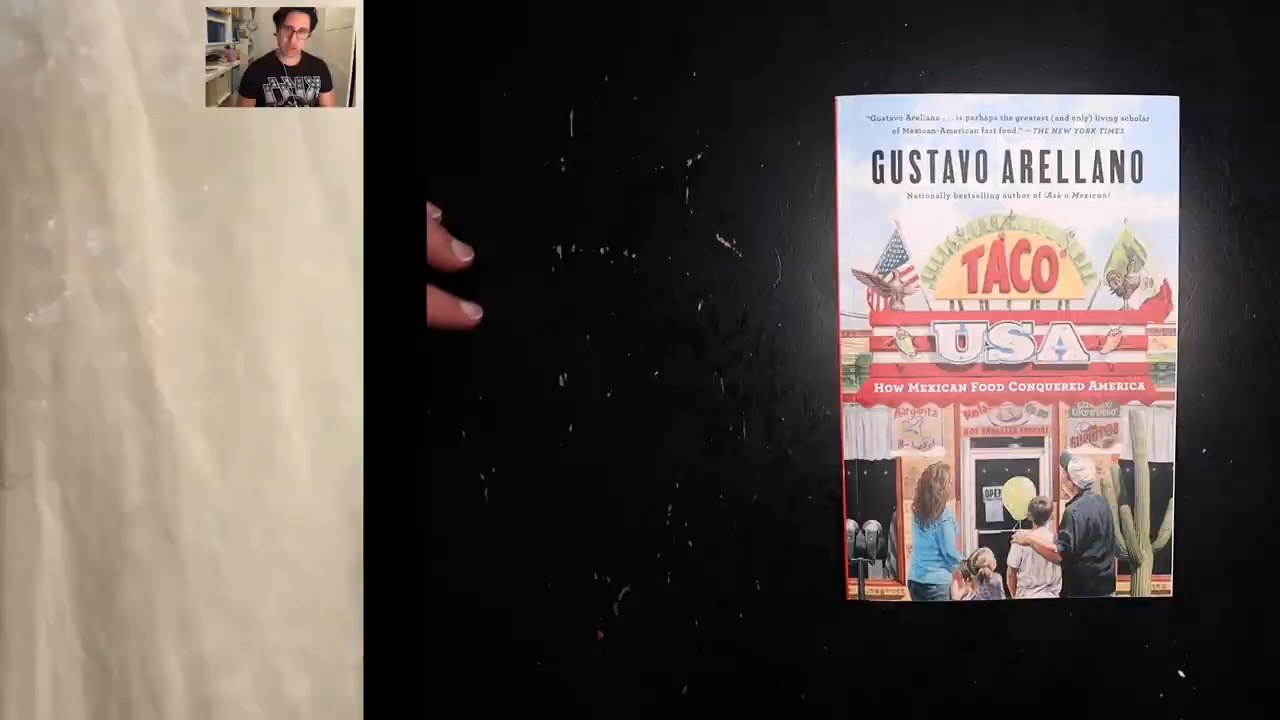 "Gustavo Arellano . . . is perhaps the greatest (and only) living scholar
of Mexican-American fast food." — THE NEW YORK TIMES
GUSTAVO ARELLANO
Nationally bestselling author of ¡Ask a Mexican!
TACO
USA
HOW MEXICAN FOOD CONQUERED AMERICA
Margarita
OPEN